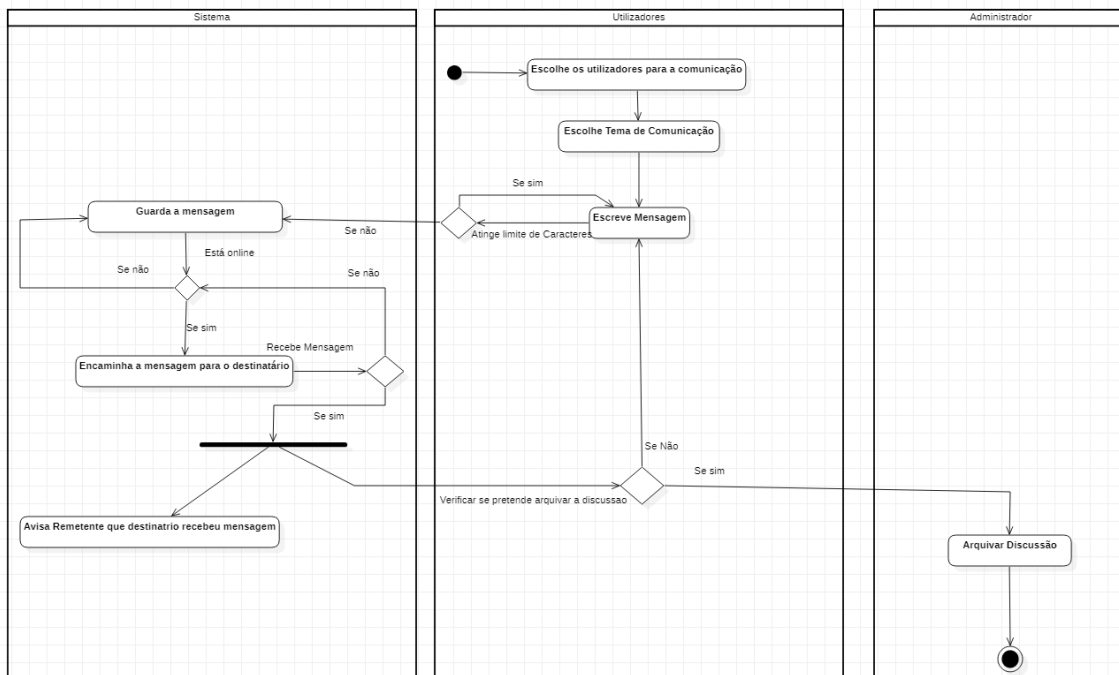 Sistema
Utilizadores
Administrador
Escolhe os utilizadores para a comunicação
Escolhe Tema de Comunicação
Se sim
Guarda a mensagem
Escreve Mensagem
Se não
Atinge limite de Caracteres
Está online
Se não
Se não
Se sim
Recebe Mensagem
Encaminha a mensagem para o destinatário
Se sim
Se Não
Se sim
Verificar se pretende arquivar a discussao
Avisa Remetente que destinatrio recebeu mensagem
Arquivar Discussão